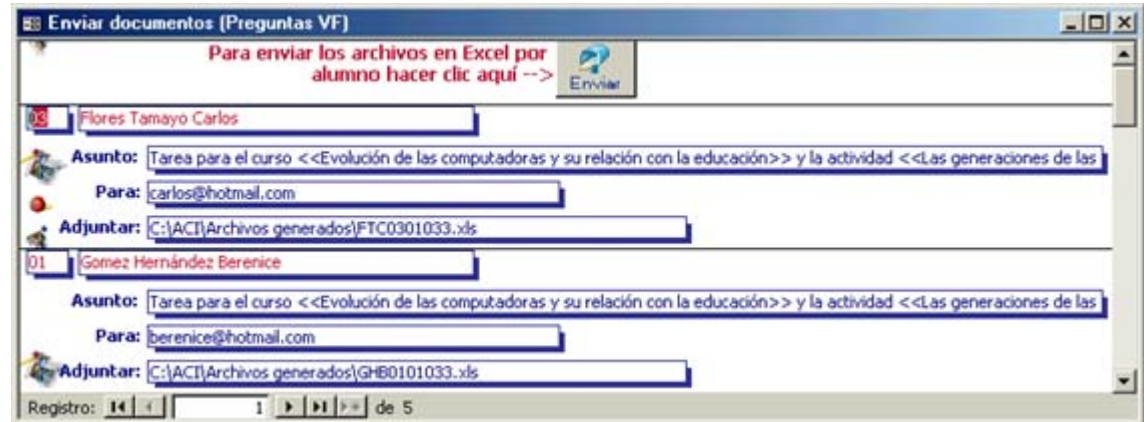 Enviar documentos (Preguntas VF)
Para enviar los archivos en Excel por
alumno hacer clic aquí -->
Enviar
03 Flores Tamayo Carlos
Asunto: Tarea para el curso <<Evolución de las computadoras y su relación con la educación>> y la actividad <<Las generaciones de las
Para: carlos@hotmail.com
Adjuntar: C:\ACI\Archivos generados\FTC0301033.xls
01 Gomez Hernández Berenice
Asunto: Tarea para el curso <<Evolución de las computadoras y su relación con la educación>> y la actividad <<Las generaciones de las
Para: berenice@hotmail.com
Adjuntar: C:\ACI\Archivos generados\GHB0101033.xls
Registro: 1 de 5